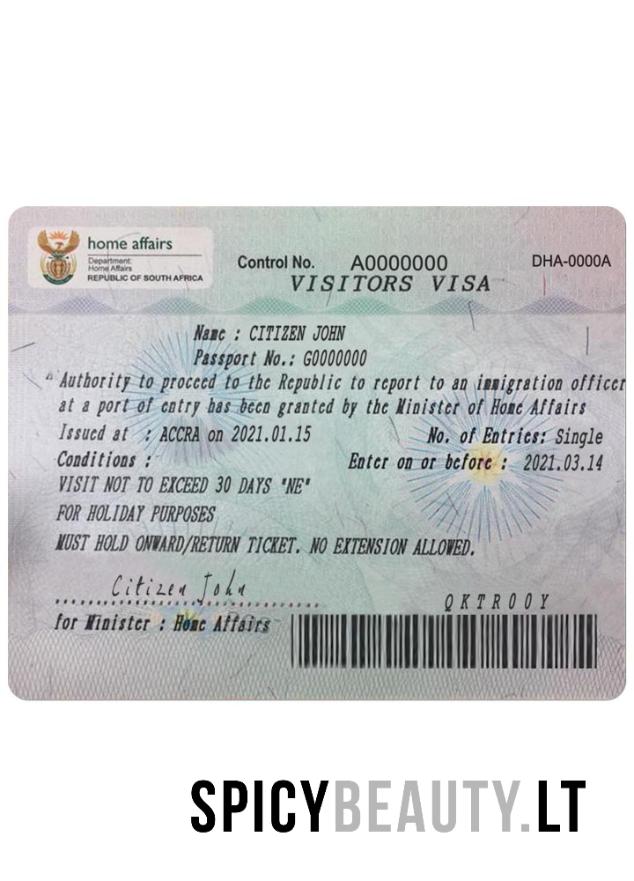 home affairs
Department:
Home Affairs
REPUBLIC OF SOUTH AFRICA
Control No. A0000000
DHA-0000A
VISITORS VISA
Name : CITIZEN JOHN
Passport No.: G0000000
"Authority to proceed to the Republic to report to an immigration officer
at a port of entry has been granted by the Minister of Home Affairs
Issued at : ACCRA on 2021.01.15 No. of Entries: Single
Conditions : Enter on or before : 2021.03.14
VISIT NOT TO EXCEED 30 DAYS "NE"
FOR HOLIDAY PURPOSES
MUST HOLD ONWARD/RETURN TICKET. NO EXTENSION ALLOWED.
Citizen John
for Minister : Home Affairs
QKTR00Y
SPICYBEAUTY.LT